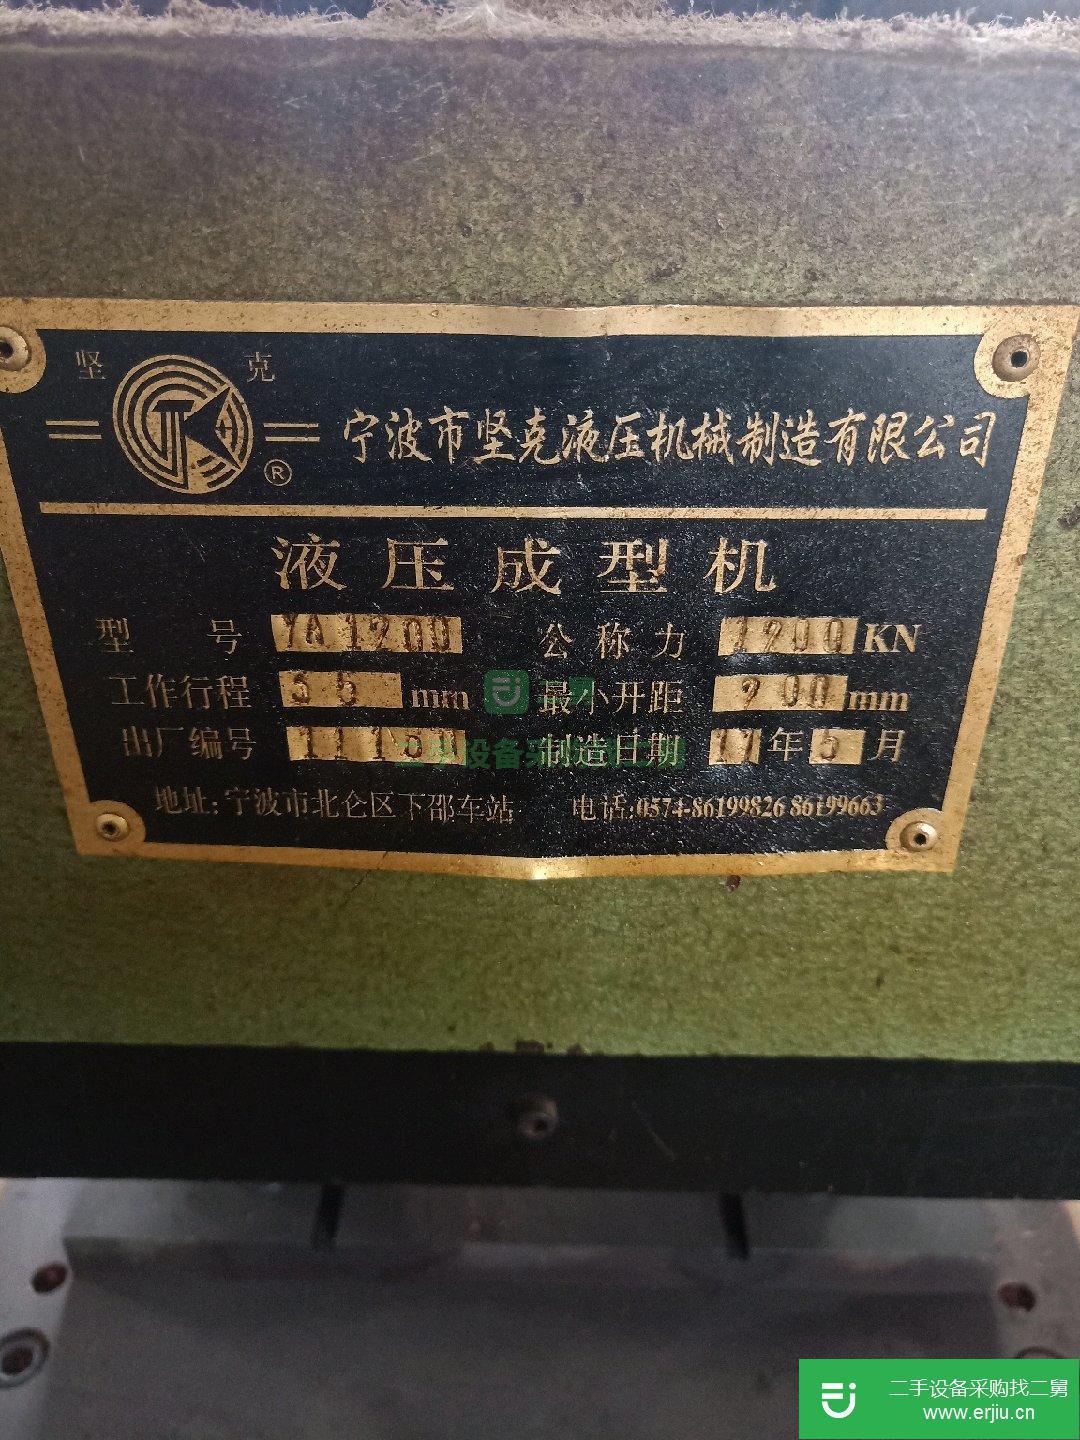 坚 克
®
宁波市坚克液压机械制造有限公司
液压成型机
型 号 YA1200 公称力 1200 KN
工作行程 mm 最小开距 200 mm
出厂编号 制造日期 11年5月
地址: 宁波市北仑区下邵车站 电话:0574-86199826 86199663
二手设备采购找二舅
www.erjiu.cn